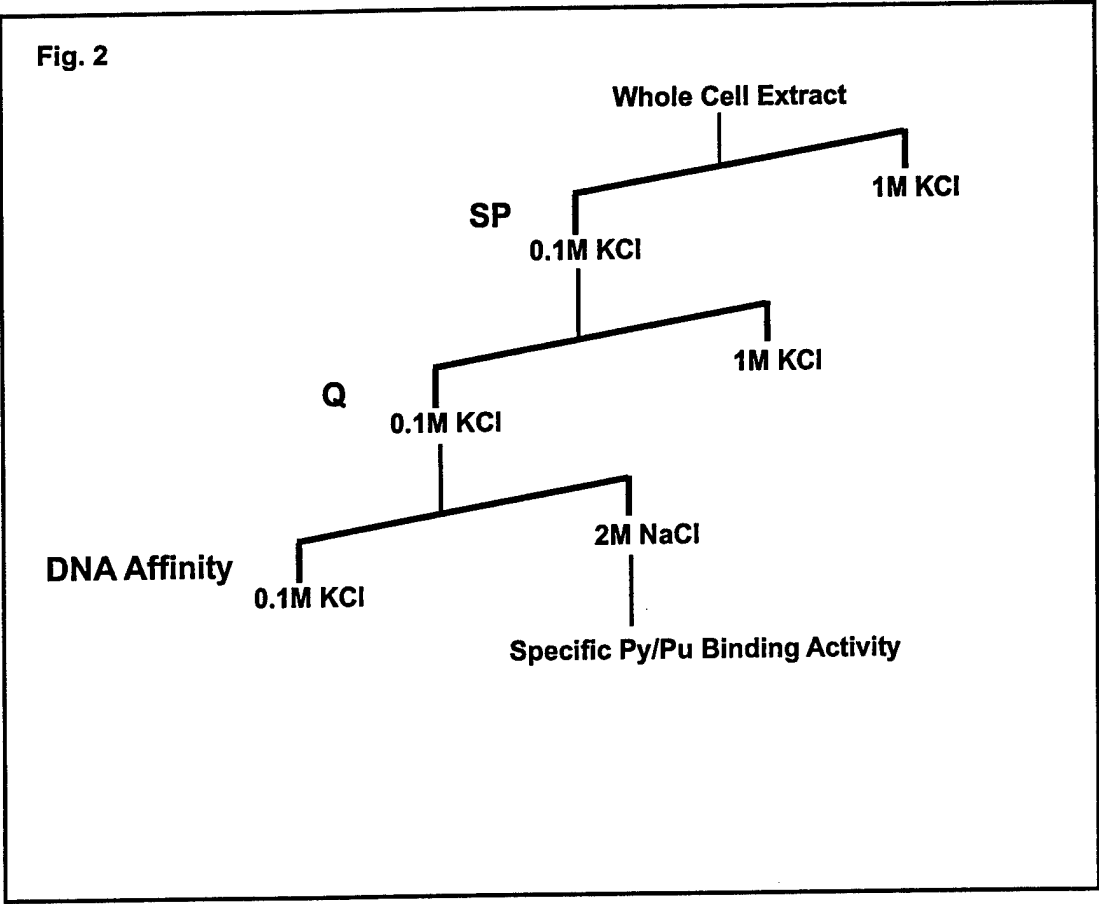 Fig. 2
Whole Cell Extract
1M KCl
SP
0.1M KCl
1M KCl
Q
0.1M KCl
2M NaCl
DNA Affinity
0.1M KCl
Specific Py/Pu Binding Activity